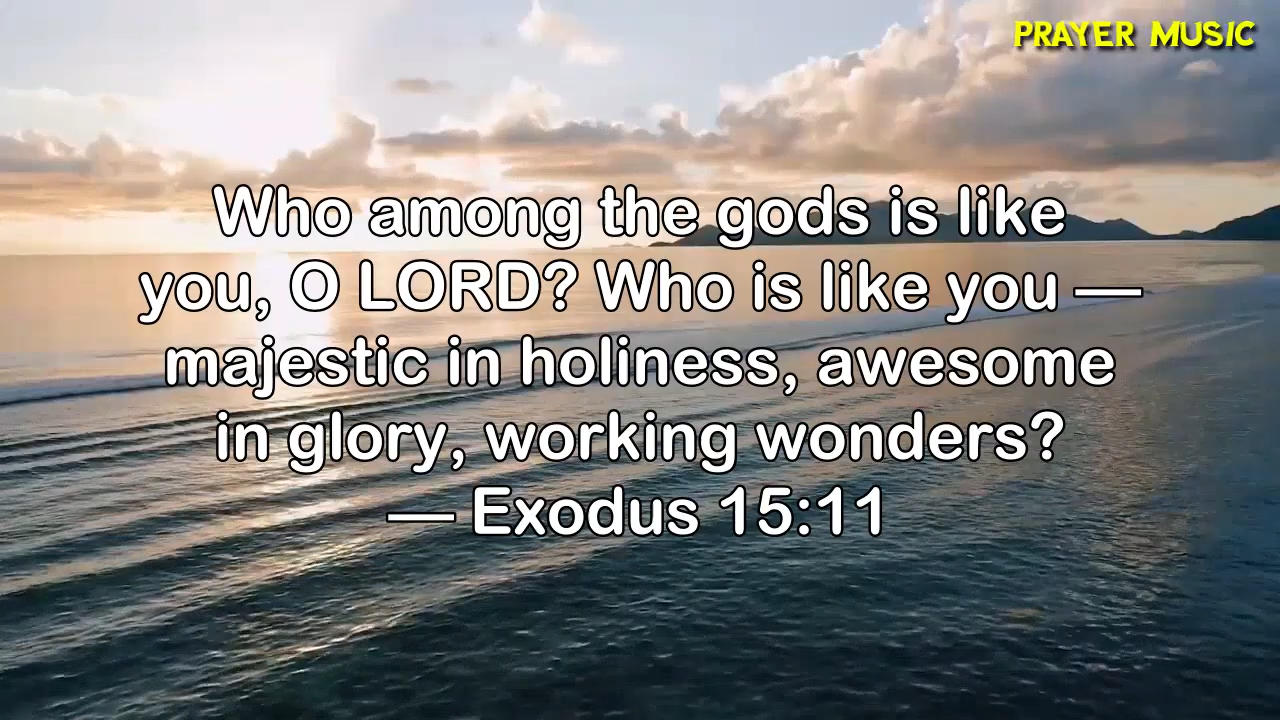 PRAYER MUSIC
Who among the gods is like
you, O LORD? Who is like you —
majestic in holiness, awesome
in glory, working wonders?
— Exodus 15:11